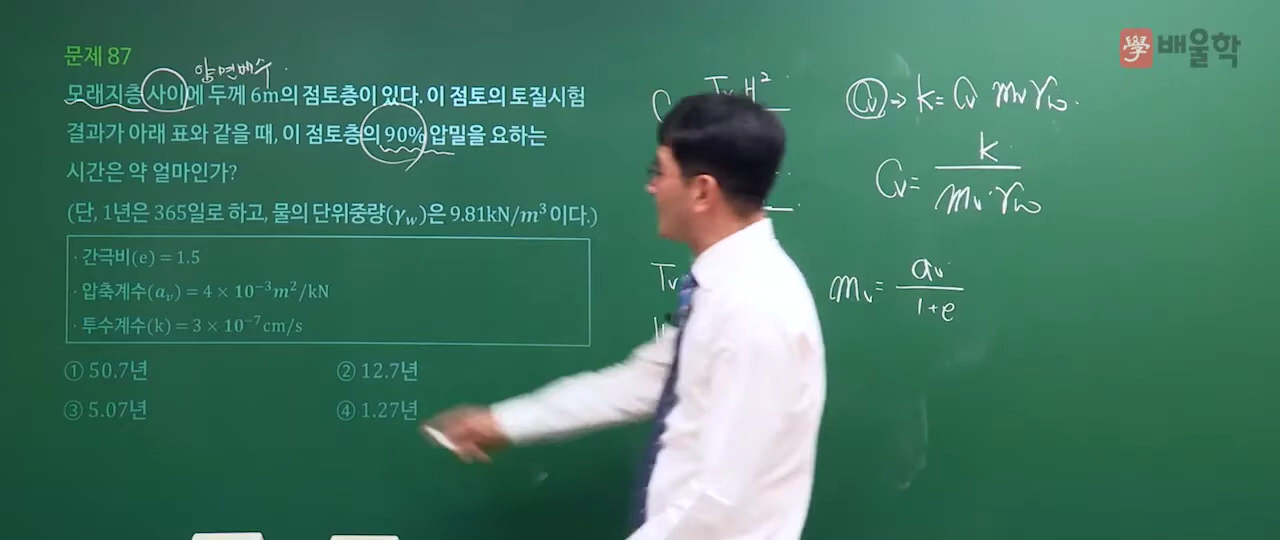 學 배울학
문제 87
양면배수.
모래지층 사이에 두께 6m의 점토층이 있다. 이 점토의 토질시험
결과가 아래 표와 같을 때, 이 점토층의 90% 압밀을 요하는
시간은 약 얼마인가?
(단, 1년은 365일로 하고, 물의 단위중량(γw)은 9.81kN/m³이다.)
· 간극비(e) = 1.5
· 압축계수(aᵥ) = 4 × 10⁻³m²/kN
· 투수계수(k) = 3 × 10⁻⁷cm/s
① 50.7년 ② 12.7년
③ 5.07년 ④ 1.27년
Tv H²
Tv
Cv → k = Cv mv γw.
Cv = k / mv · γw
mv = av / 1+e